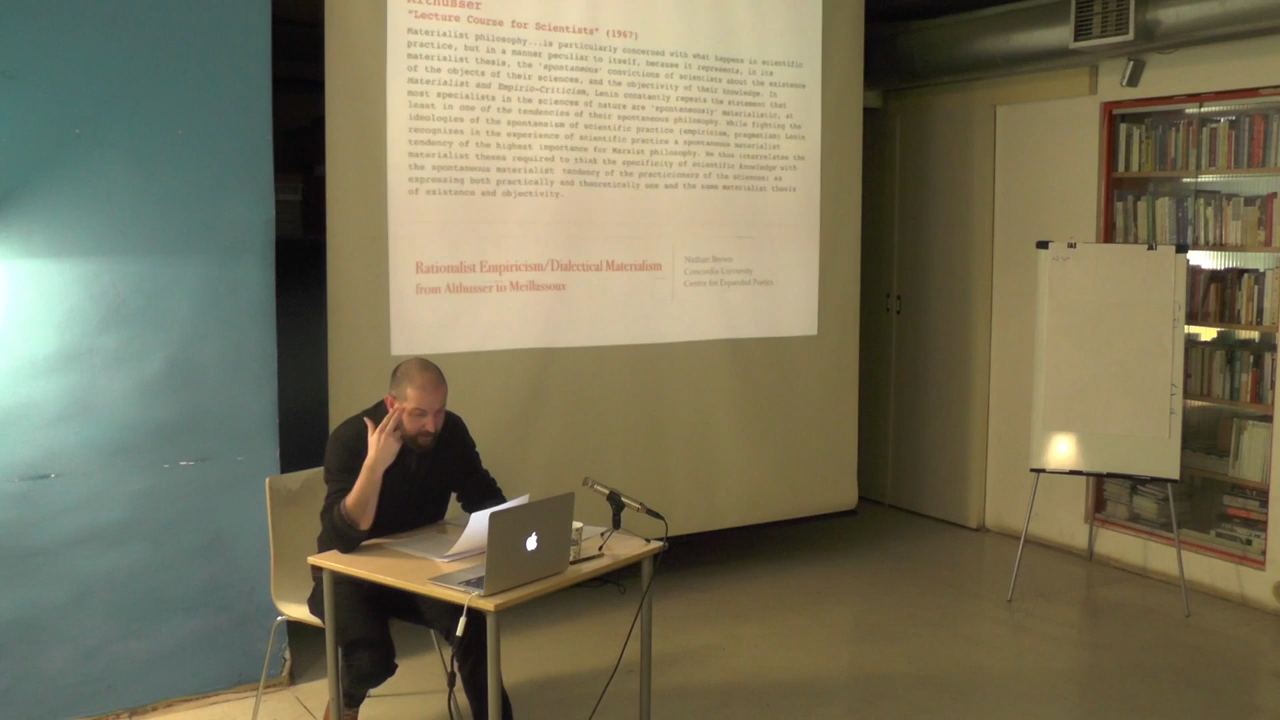 Althusser
"Lecture Course for Scientists" (1967)
Materialist philosophy...is particularly concerned with what happens in scientific
practice, but in a manner peculiar to itself, because it represents, in its
materialist thesis, the 'spontaneous' convictions of scientists about the existence
of the objects of their sciences, and the objectivity of their knowledge. In
Materialist and Empirio-Criticism, Lenin constantly repeats the statement that
most specialists in the sciences of nature are 'spontaneously' materialistic, at
least in one of the tendencies of their spontaneous philosophy. While fighting the
ideologies of the spontaneism of scientific practice (empiricism, pragmatism) Lenin
recognizes in the experience of scientific practice a spontaneous materialist
tendency of the highest importance for Marxist philosophy. He thus interrelates the
materialist theses required to think the specificity of scientific knowledge with
the spontaneous materialist tendency of the practicioners of the sciences: as
expressing both practically and theoretically one and the same materialist thesis
of existence and objectivity.
Rationalist Empiricism/Dialectical Materialism
from Althusser to Meillassoux
Nathan Brown
Concordia University
Centre for Expanded Poetics